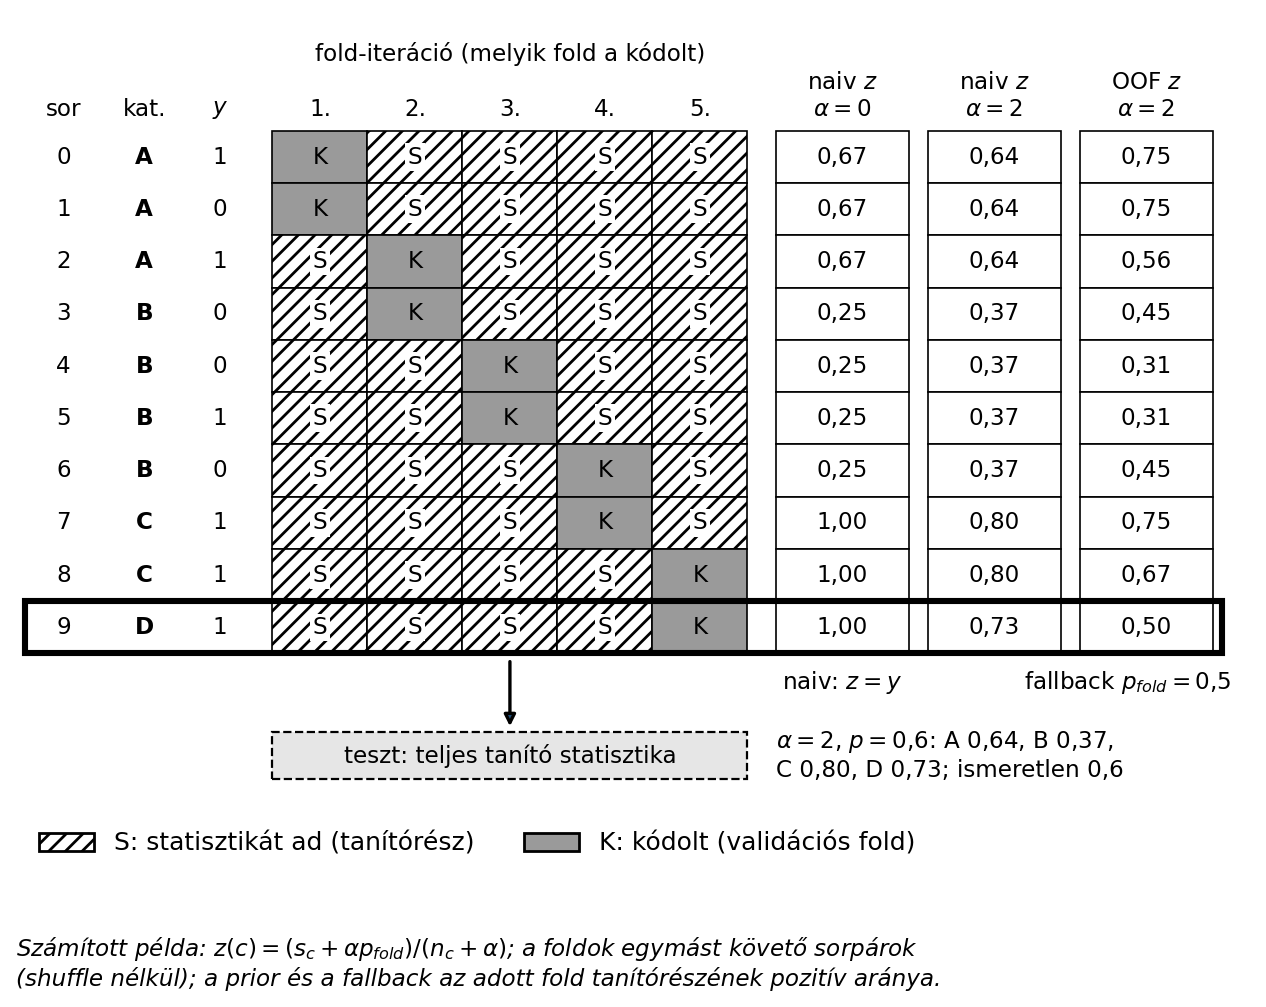 fold-iteráció (melyik fold a kódolt)
naiv z naiv z OOF z
sor kat. y 1. 2. 3. 4. 5. α = 0 α = 2 α = 2
0 A 1 K S S S S 0,67 0,64 0,75
1 A 0 K S S S S 0,67 0,64 0,75
2 A 1 S K S S S 0,67 0,64 0,56
3 B 0 S K S S S 0,25 0,37 0,45
4 B 0 S S K S S 0,25 0,37 0,31
5 B 1 S S K S S 0,25 0,37 0,31
6 B 0 S S S K S 0,25 0,37 0,45
7 C 1 S S S K S 1,00 0,80 0,75
8 C 1 S S S S K 1,00 0,80 0,67
9 D 1 S S S S K 1,00 0,73 0,50
naiv: z = y fallback p_fold = 0,5
teszt: teljes tanító statisztika
α = 2, p = 0,6: A 0,64, B 0,37,
C 0,80, D 0,73; ismeretlen 0,6
S: statisztikát ad (tanítórész) K: kódolt (validációs fold)
Számított példa: z(c) = (s_c + αp_fold)/(n_c + α); a foldok egymást követő sorpárok
(shuffle nélkül); a prior és a fallback az adott fold tanítórészének pozitív aránya.